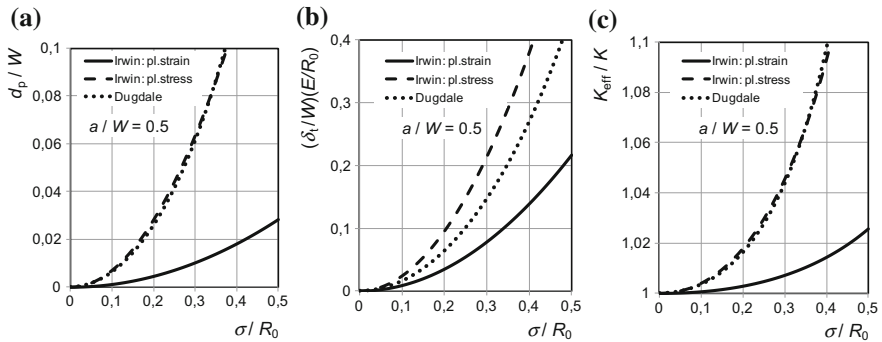 (a)
d_p / W
0,1
0,08
0,06
0,04
0,02
0
Irwin: pl.strain
Irwin: pl.stress
Dugdale
a / W = 0.5
0 0,1 0,2 0,3 0,4 0,5
σ / R_0
(b)
(δ_t / W)(E/R_0)
0,4
0,3
0,2
0,1
0
Irwin: pl.strain
Irwin: pl.stress
Dugdale
a / W = 0.5
0 0,1 0,2 0,3 0,4 0,5
σ / R_0
(c)
K_eff / K
1,1
1,08
1,06
1,04
1,02
1
Irwin: pl.strain
Irwin: pl.stress
Dugdale
a / W = 0.5
0 0,1 0,2 0,3 0,4 0,5
σ / R_0